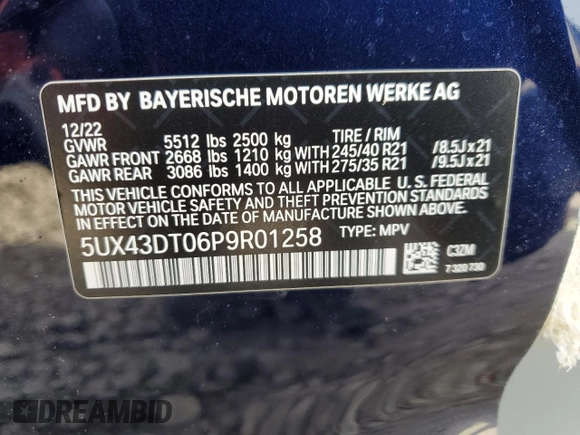 MFD BY BAYERISCHE MOTOREN WERKE AG
12/22 TIRE / RIM
GVWR 5512 lbs 2500 kg
GAWR FRONT 2668 lbs 1210 kg WITH 245/40 R21 /8.5J x 21
GAWR REAR 3086 lbs 1400 kg WITH 275/35 R21 /9.5J x 21
THIS VEHICLE CONFORMS TO ALL APPLICABLE U. S. FEDERAL
MOTOR VEHICLE SAFETY AND THEFT PREVENTION STANDARDS
IN EFFECT ON THE DATE OF MANUFACTURE SHOWN ABOVE.
5UX43DT06P9R01258 TYPE: MPV
C3ZM
7 320 730
DREAMBID